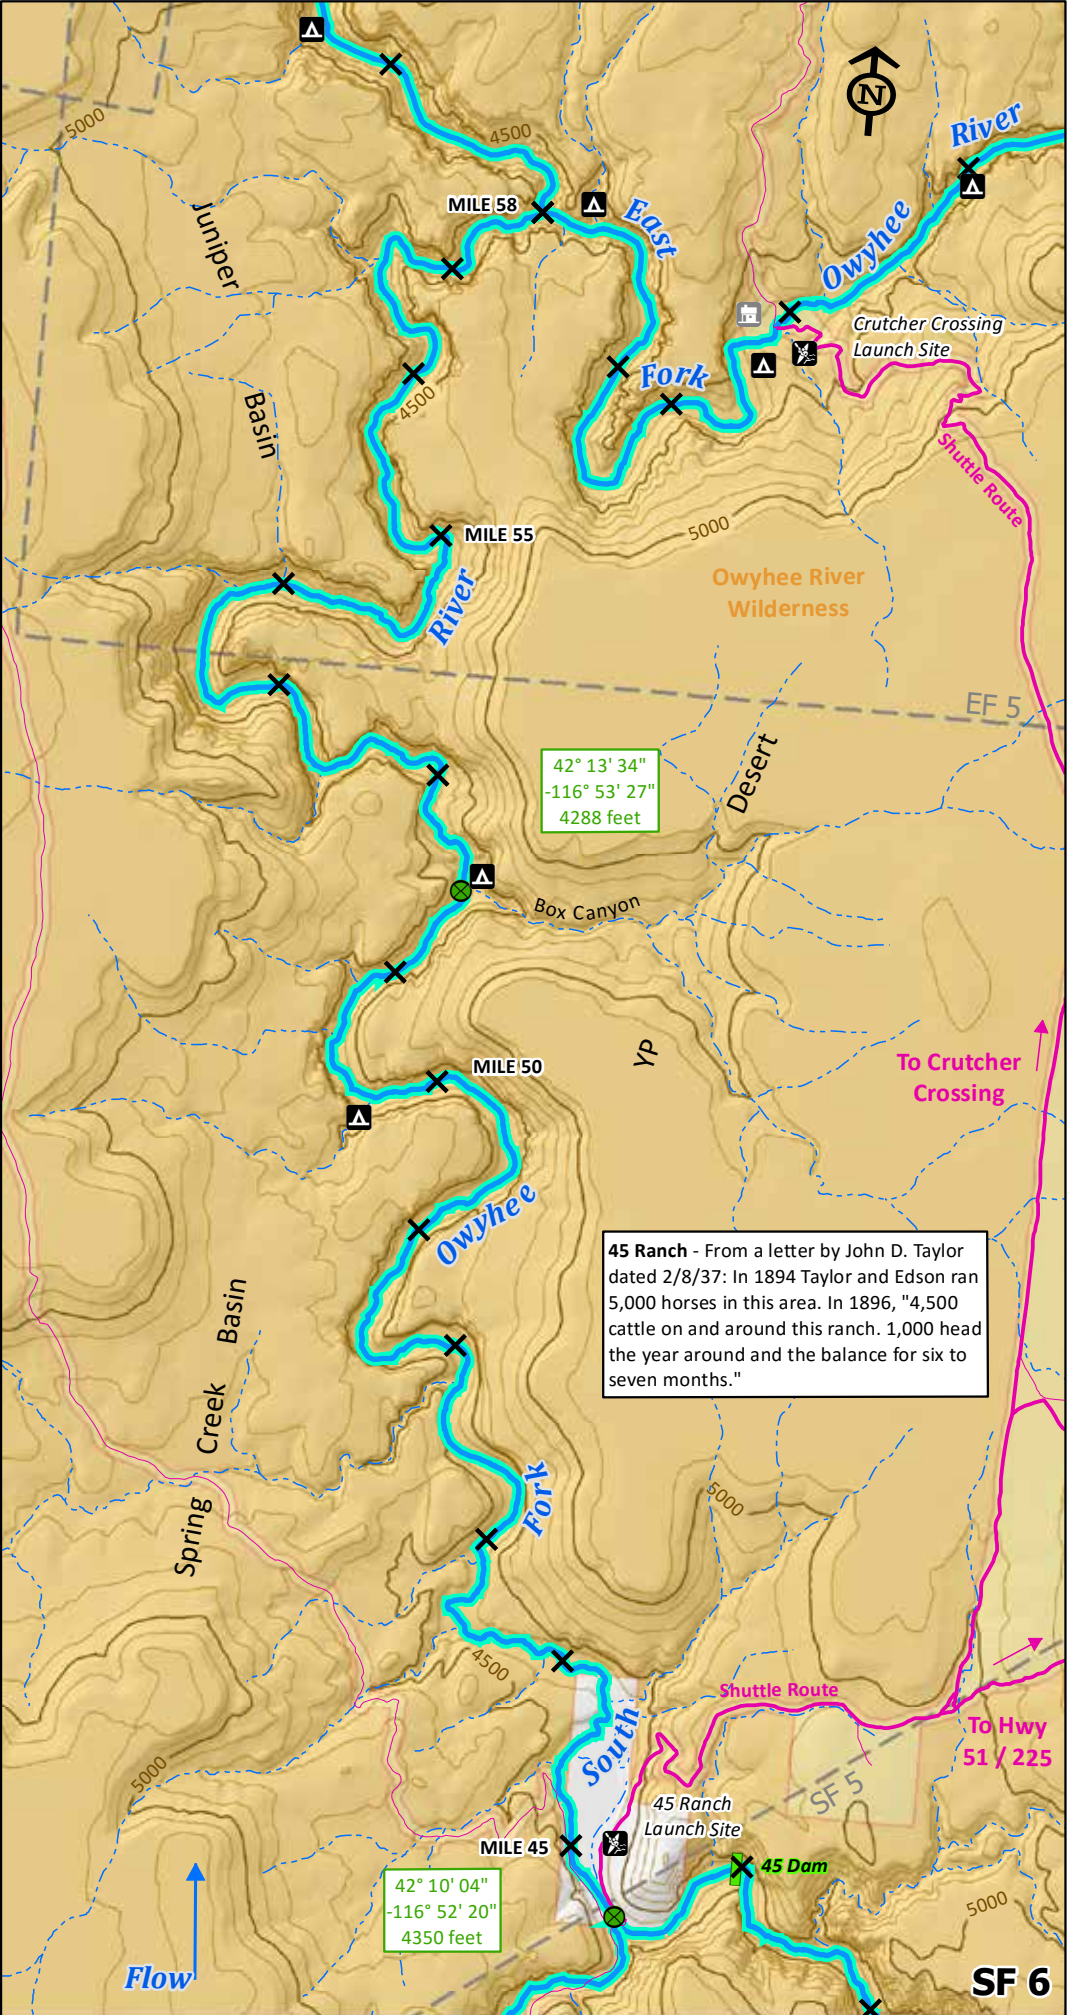 N
River
5000
4500
MILE 58
East
Juniper
Owyhee
Crutcher Crossing
Launch Site
Fork
4500
Basin
Shuttle Route
5000
MILE 55
River
Owyhee River
Wilderness
EF 5
42° 13' 34"
-116° 53' 27"
4288 feet
Desert
Box Canyon
YP
MILE 50
To Crutcher
Crossing
Owyhee
45 Ranch - From a letter by John D. Taylor
dated 2/8/37: In 1894 Taylor and Edson ran
5,000 horses in this area. In 1896, "4,500
cattle on and around this ranch. 1,000 head
the year around and the balance for six to
seven months."
Basin
Creek
Spring
Fork
5000
4500
Shuttle Route
South
To Hwy
51 / 225
5000
SF 5
45 Ranch
Launch Site
MILE 45
45 Dam
42° 10' 04"
-116° 52' 20"
4350 feet
5000
Flow
SF 6